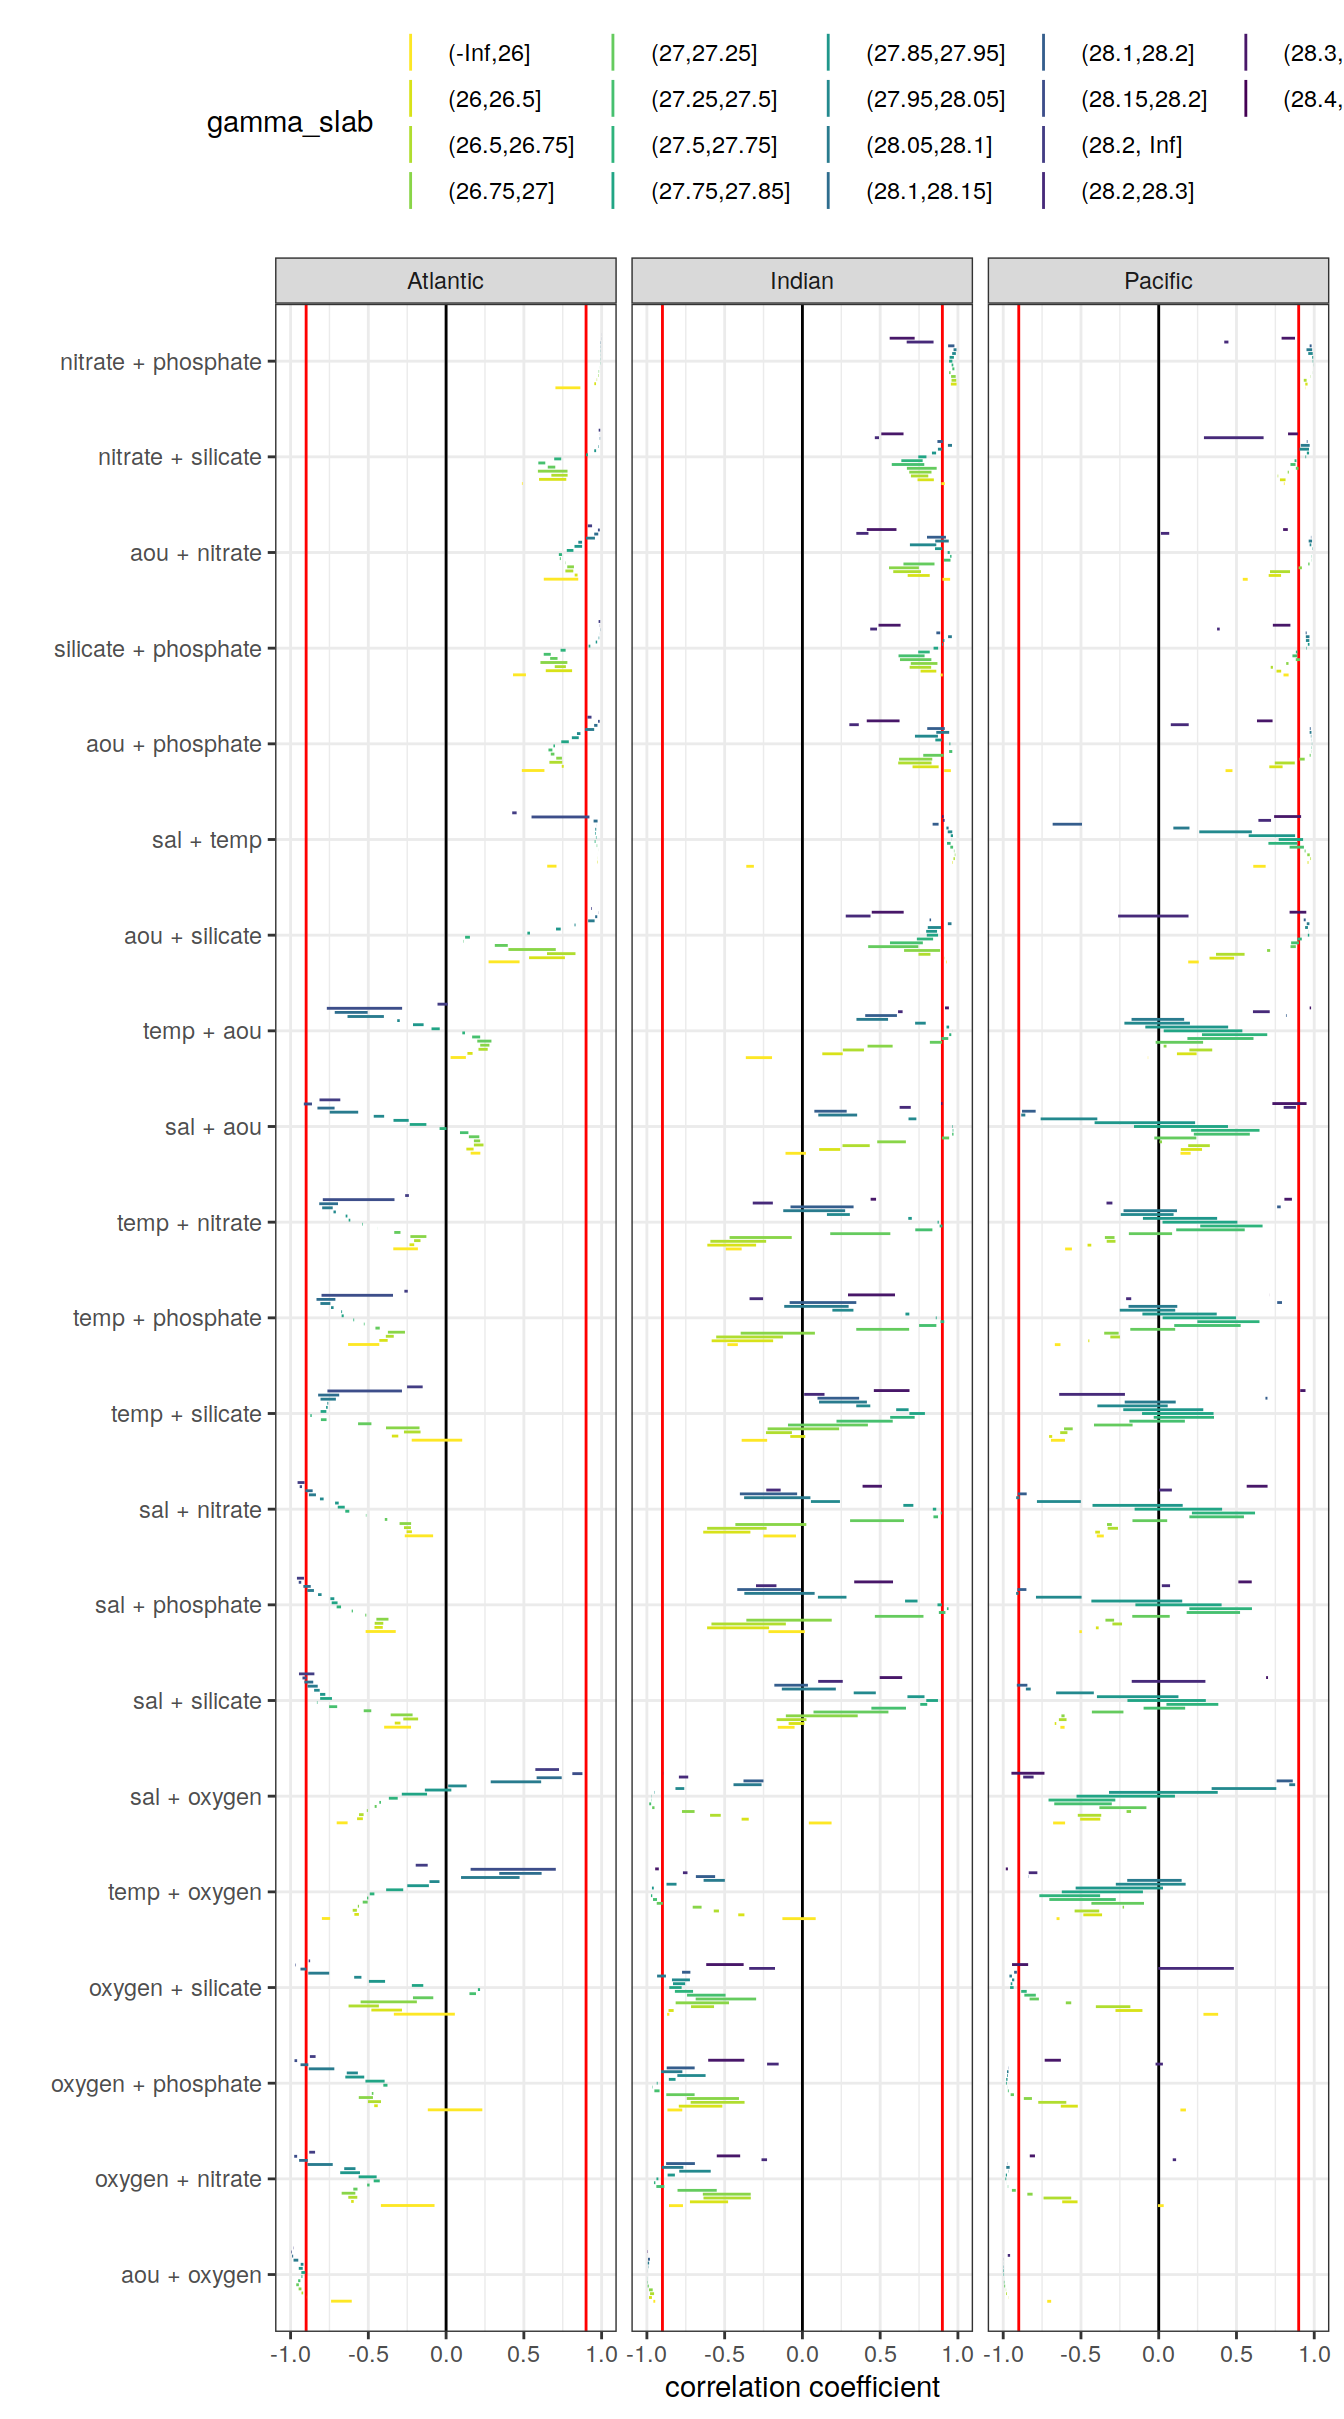 gamma_slab
(-Inf,26]
(26,26.5]
(26.5,26.75]
(26.75,27]
(27,27.25]
(27.25,27.5]
(27.5,27.75]
(27.75,27.85]
(27.85,27.95]
(27.95,28.05]
(28.05,28.1]
(28.1,28.15]
(28.1,28.2]
(28.15,28.2]
(28.2, Inf]
(28.2,28.3]
(28.3,
(28.4,
Atlantic
Indian
Pacific
nitrate + phosphate
nitrate + silicate
aou + nitrate
silicate + phosphate
aou + phosphate
sal + temp
aou + silicate
temp + aou
sal + aou
temp + nitrate
temp + phosphate
temp + silicate
sal + nitrate
sal + phosphate
sal + silicate
sal + oxygen
temp + oxygen
oxygen + silicate
oxygen + phosphate
oxygen + nitrate
aou + oxygen
-1.0 -0.5 0.0 0.5 1.0
-1.0 -0.5 0.0 0.5 1.0
-1.0 -0.5 0.0 0.5 1.0
correlation coefficient